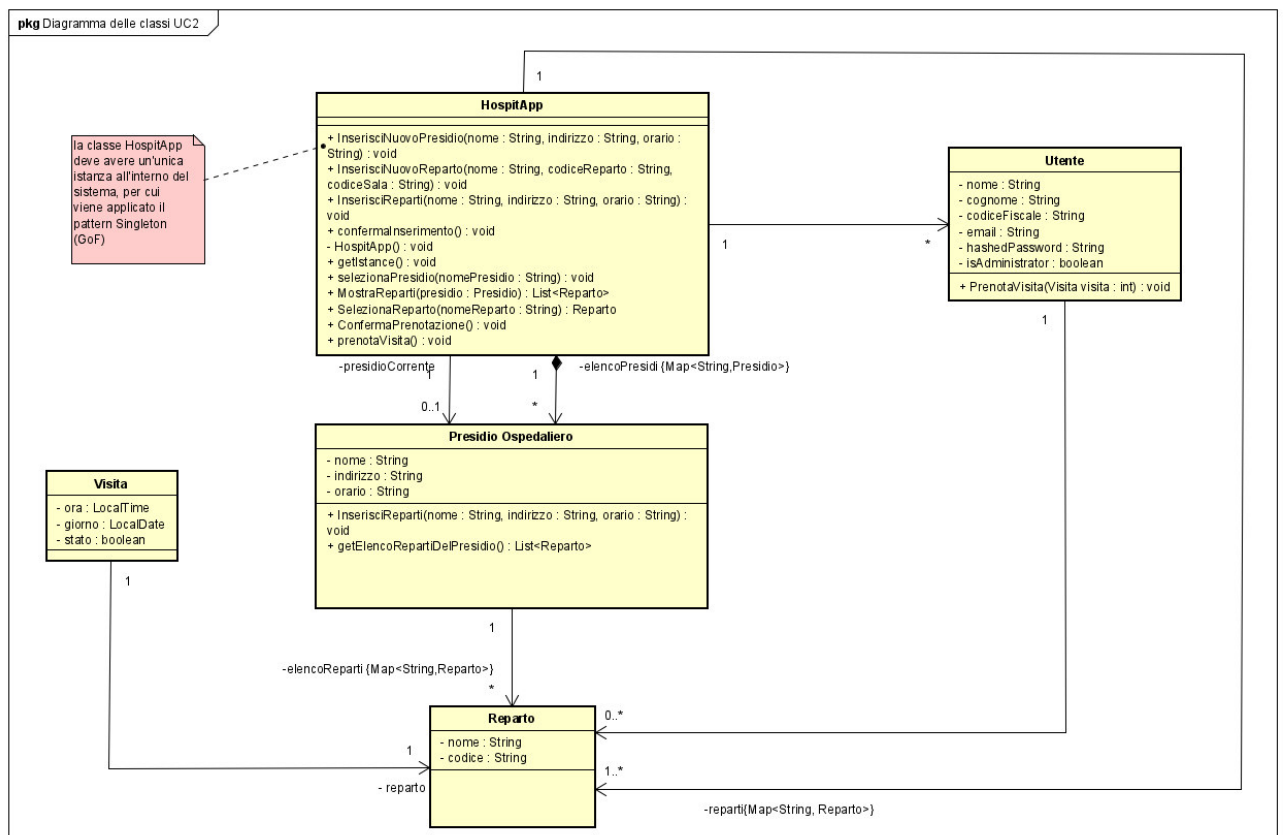 pkg Diagramma delle classi UC2
1
HospitApp
+ InserisciNuovoPresidio(nome : String, indirizzo : String, orario :
String) : void
+ InserisciNuovoReparto(nome : String, codiceReparto : String,
codiceSala : String) : void
+ InserisciReparti(nome : String, indirizzo : String, orario : String) :
void
+ confermaInserimento() : void
- HospitApp() : void
+ getIstance() : void
+ selezionaPresidio(nomePresidio : String) : void
+ MostraReparti(presidio : Presidio) : List<Reparto>
+ SelezionaReparto(nomeReparto : String) : Reparto
+ ConfermaPrenotazione() : void
+ prenotaVisita() : void
la classe HospitApp
deve avere un'unica
istanza all'interno del
sistema, per cui
viene applicato il
pattern Singleton
(GoF)
Utente
- nome : String
- cognome : String
- codiceFiscale : String
- email : String
- hashedPassword : String
- isAdministrator : boolean
+ PrenotaVisita(Visita visita : int) : void
1
*
1
-presidioCorrente
1
0..1
1
*
-elencoPresidi {Map<String,Presidio>}
Presidio Ospedaliero
- nome : String
- indirizzo : String
- orario : String
+ InserisciReparti(nome : String, indirizzo : String, orario : String) :
void
+ getElencoRepartiDelPresidio() : List<Reparto>
Visita
- ora : LocalTime
- giorno : LocalDate
- stato : boolean
1
1
-elencoReparti {Map<String,Reparto>}
*
Reparto
- nome : String
- codice : String
0..*
1
- reparto
1..*
-reparti{Map<String, Reparto>}